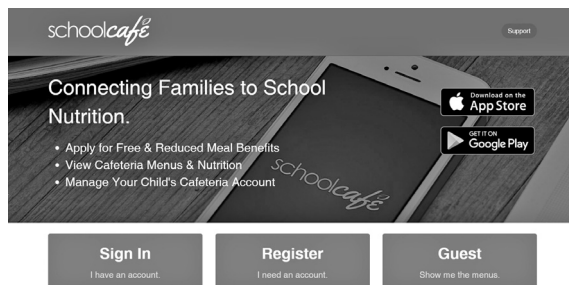 schoolcafé
Support
Connecting Families to School
Nutrition.
• Apply for Free & Reduced Meal Benefits
• View Cafeteria Menus & Nutrition
• Manage Your Child's Cafeteria Account
schoolcafé
Download on the
App Store
GET IT ON
Google Play
Sign In
I have an account.
Register
I need an account.
Guest
Show me the menus.